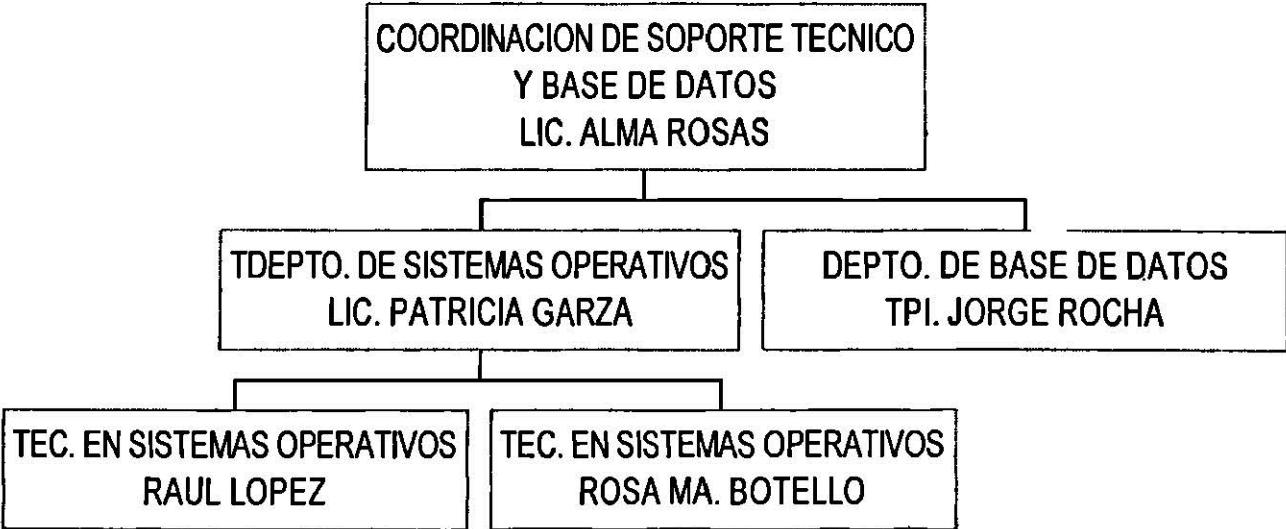 COORDINACION DE SOPORTE TECNICO
Y BASE DE DATOS
LIC. ALMA ROSAS
TDEPTO. DE SISTEMAS OPERATIVOS
LIC. PATRICIA GARZA
DEPTO. DE BASE DE DATOS
TPI. JORGE ROCHA
TEC. EN SISTEMAS OPERATIVOS
RAUL LOPEZ
TEC. EN SISTEMAS OPERATIVOS
ROSA MA. BOTELLO